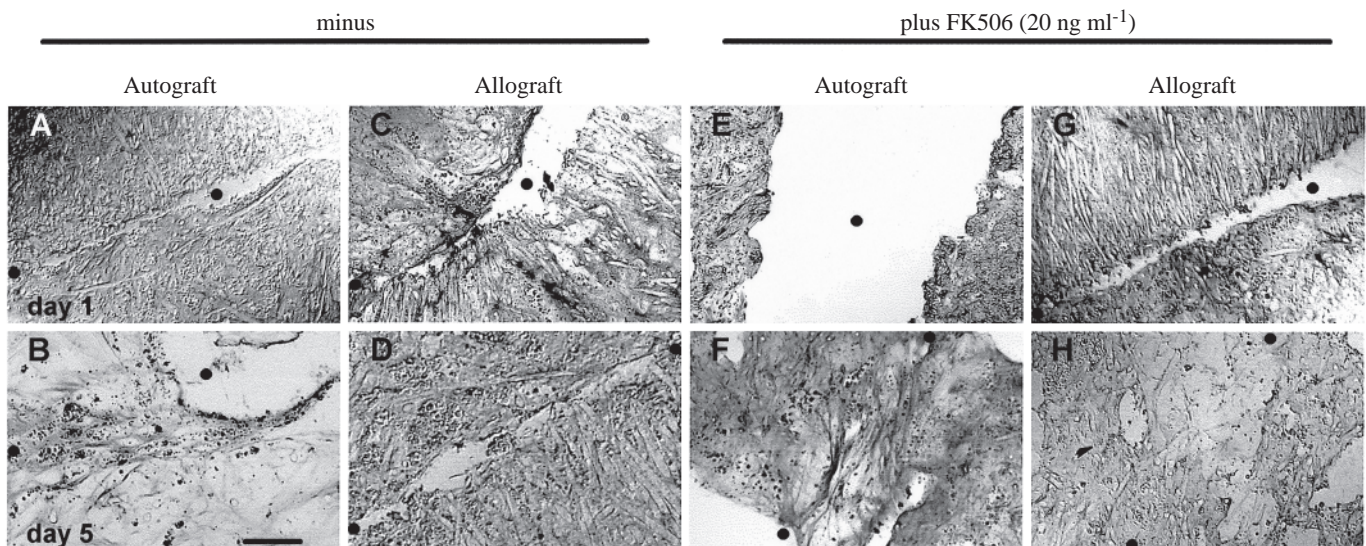 minus plus FK506 (20 ng ml-1)
Autograft Allograft Autograft Allograft
A C E G
day 1
B D F H
day 5